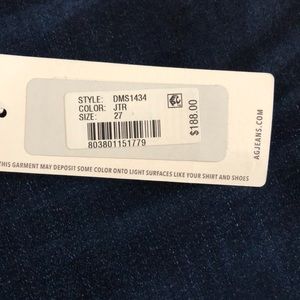 STYLE: DMS1434
COLOR: JTR
SIZE: 27
803801151779
$188.00
AGJEANS.COM
THIS GARMENT MAY DEPOSIT SOME COLOR ONTO LIGHT SURFACES LIKE YOUR SHIRT AND SHOES